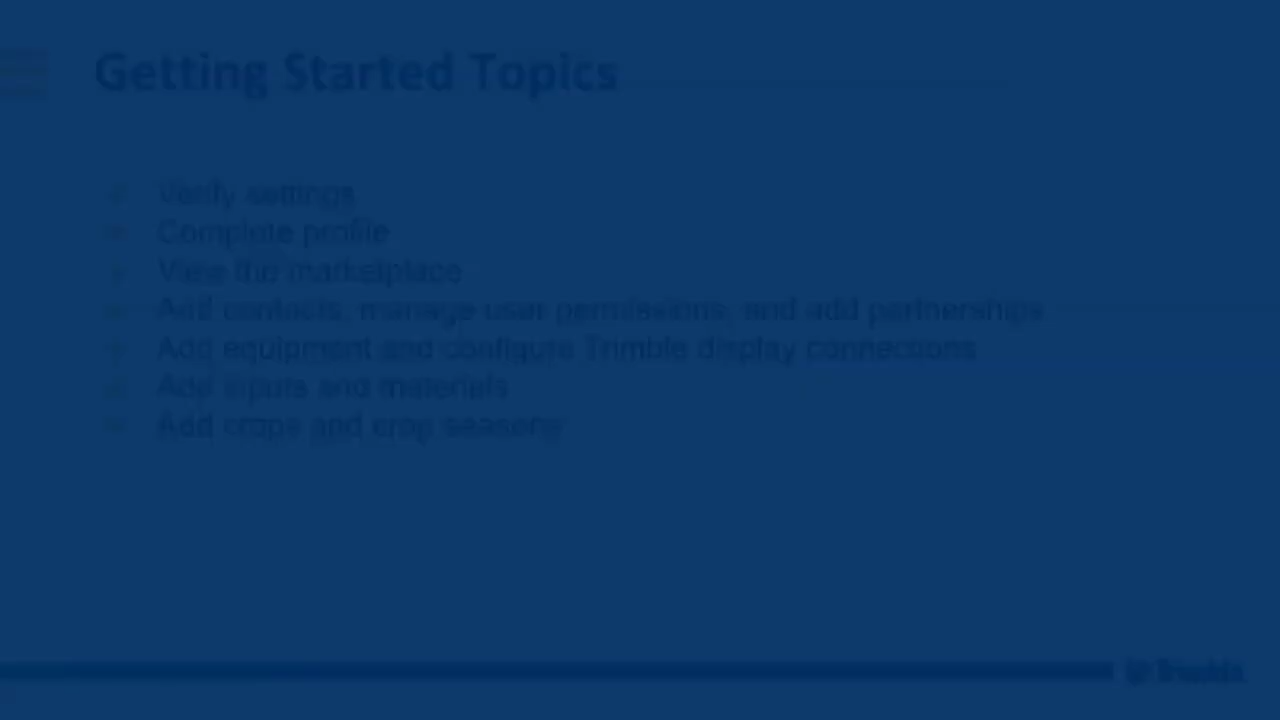 Getting Started Topics
Verify settings
Complete profile
View the marketplace
Add contacts, manage user permissions, and add partnerships
Add equipment and configure Trimble display connections
Add inputs and materials
Add crops and crop seasons
Trimble